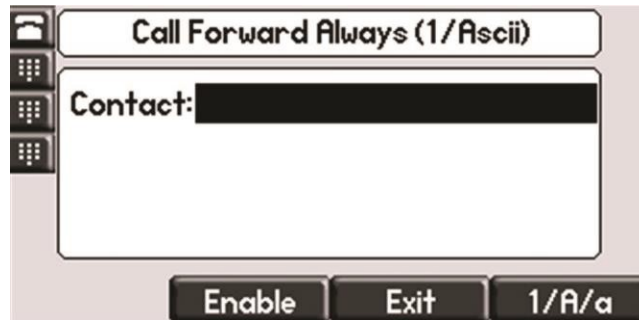 Call Forward Always (1/Ascii)
Contact:
Enable Exit 1/A/a